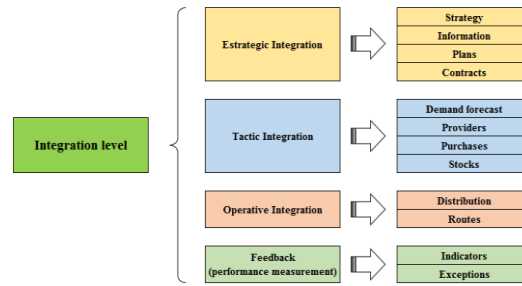 Integration level
Estrategic Integration
Strategy
Information
Plans
Contracts
Tactic Integration
Demand forecast
Providers
Purchases
Stocks
Operative Integration
Distribution
Routes
Feedback
(performance measurement)
Indicators
Exceptions